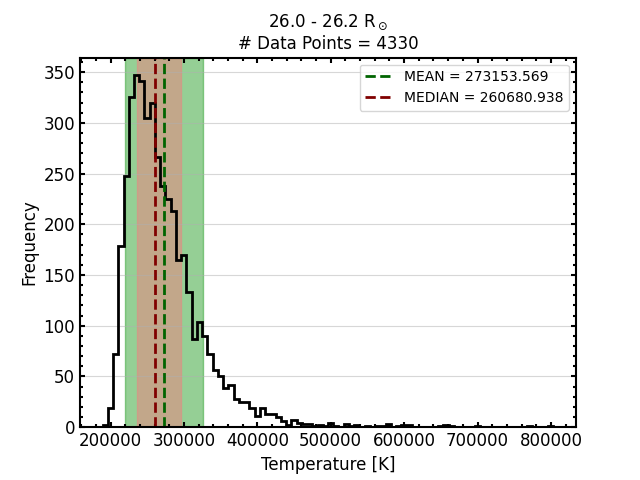 26.0 - 26.2 R⊙
# Data Points = 4330
MEAN = 273153.569
MEDIAN = 260680.938
350
300
250
200
150
100
50
0
Frequency
200000 300000 400000 500000 600000 700000 800000
Temperature [K]